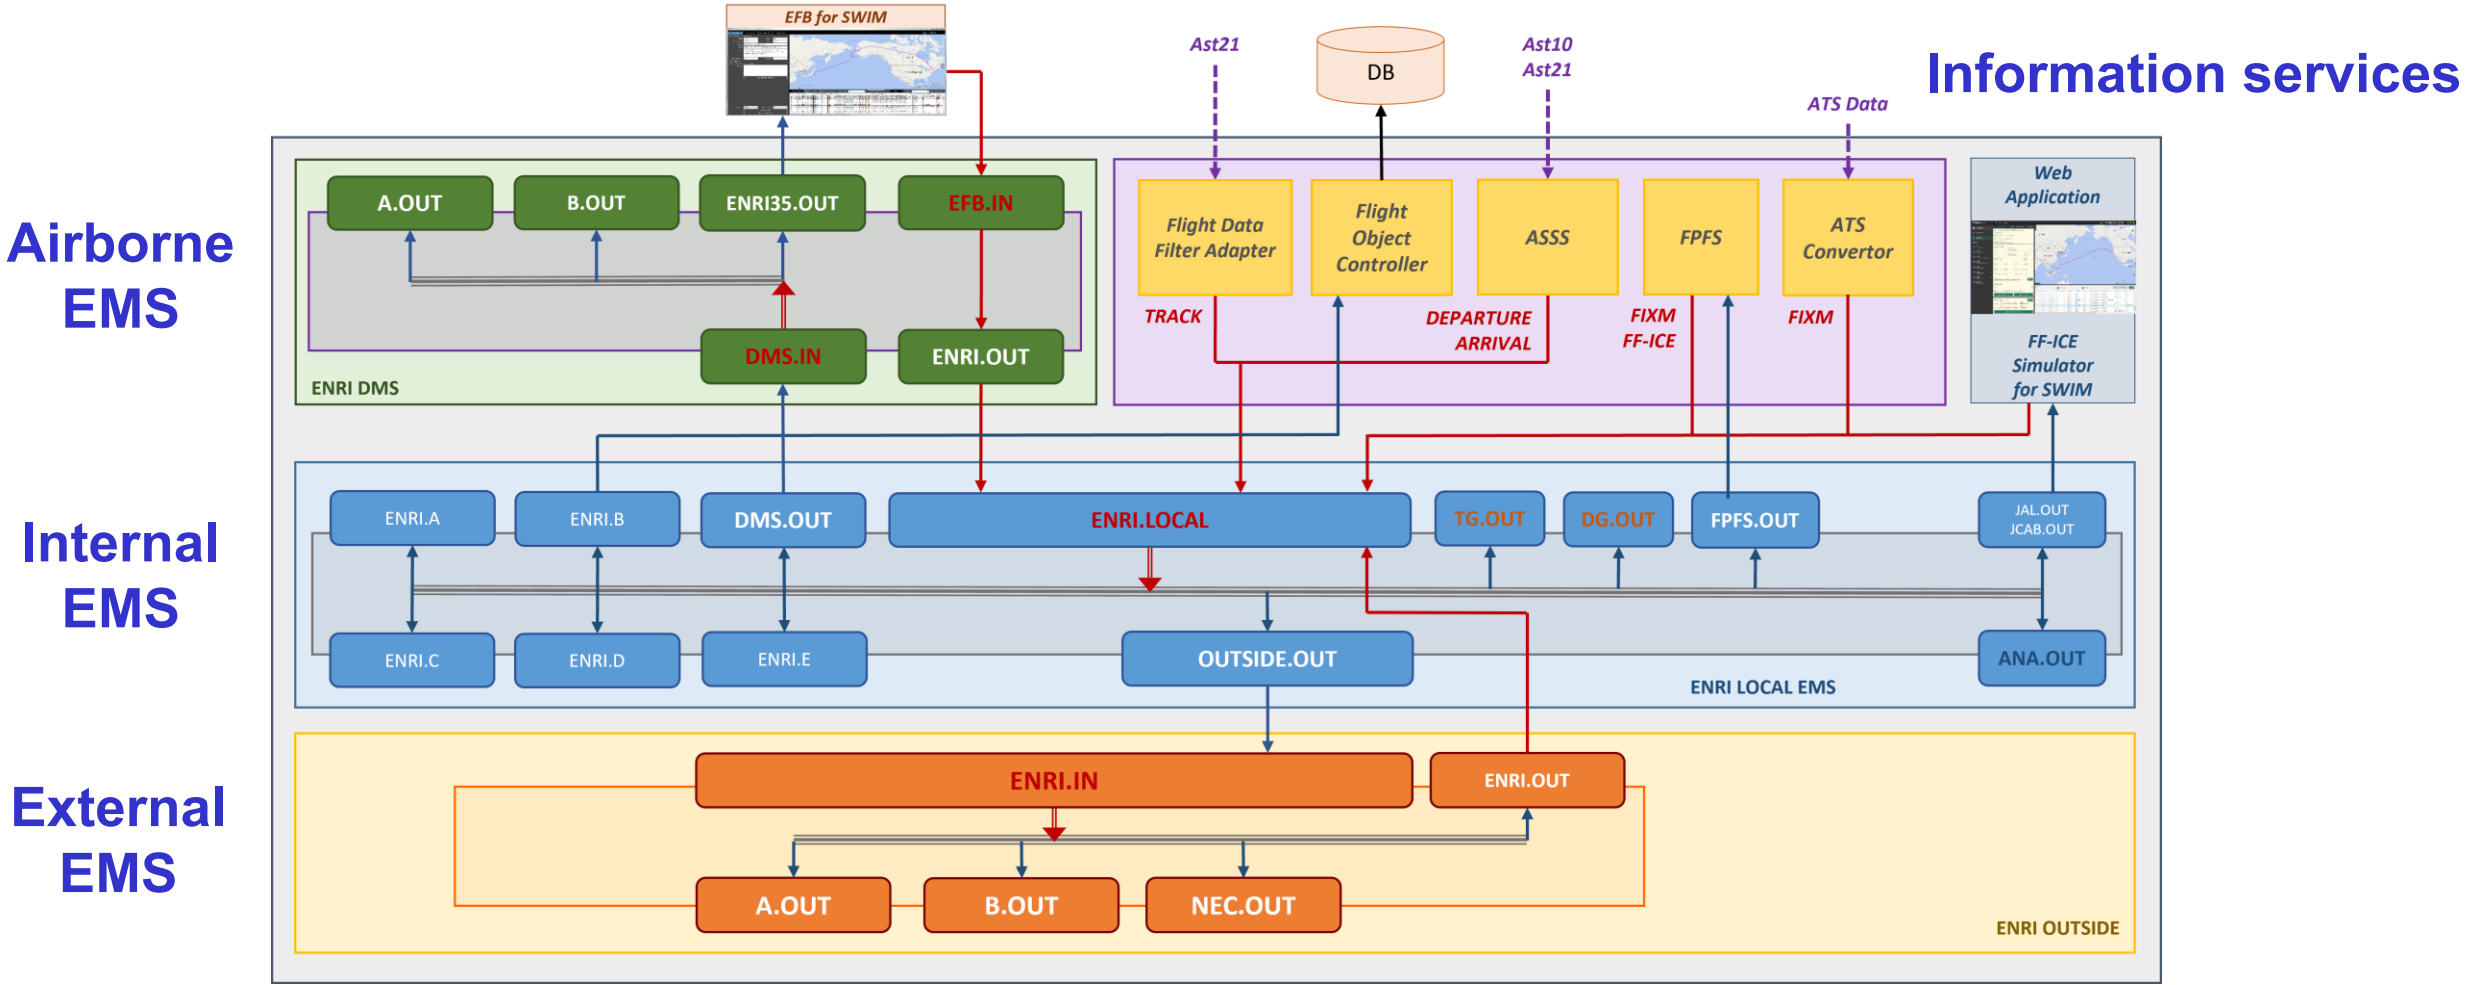 EFB for SWIM
Ast21
DB
Ast10
Ast21
ATS Data
Information services
Airborne
EMS
A.OUT
B.OUT
ENRI35.OUT
EFB.IN
DMS.IN
ENRI.OUT
ENRI DMS
Flight Data
Filter Adapter
Flight
Object
Controller
ASSS
FPFS
ATS
Convertor
TRACK
DEPARTURE
ARRIVAL
FIXM
FF-ICE
FIXM
Web
Application
FF-ICE
Simulator
for SWIM
Internal
EMS
ENRI.A
ENRI.B
DMS.OUT
ENRI.LOCAL
TG.OUT
DG.OUT
FPFS.OUT
JAL.OUT
JCAB.OUT
ENRI.C
ENRI.D
ENRI.E
OUTSIDE.OUT
ANA.OUT
ENRI LOCAL EMS
External
EMS
ENRI.IN
ENRI.OUT
A.OUT
B.OUT
NEC.OUT
ENRI OUTSIDE